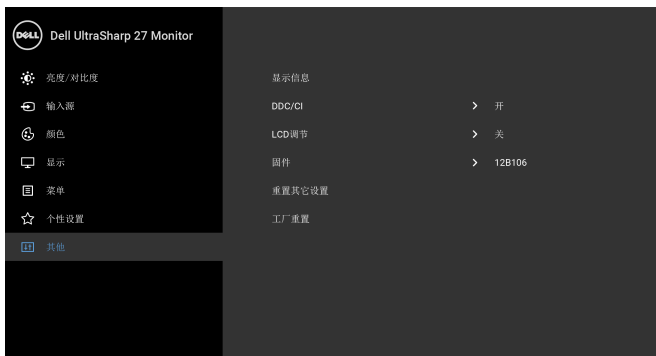 DELL Dell UltraSharp 27 Monitor
亮度/对比度
显示信息
输入源
DDC/CI
开
颜色
LCD调节
关
显示
固件
12B106
菜单
重置其它设置
个性设置
工厂重置
其他